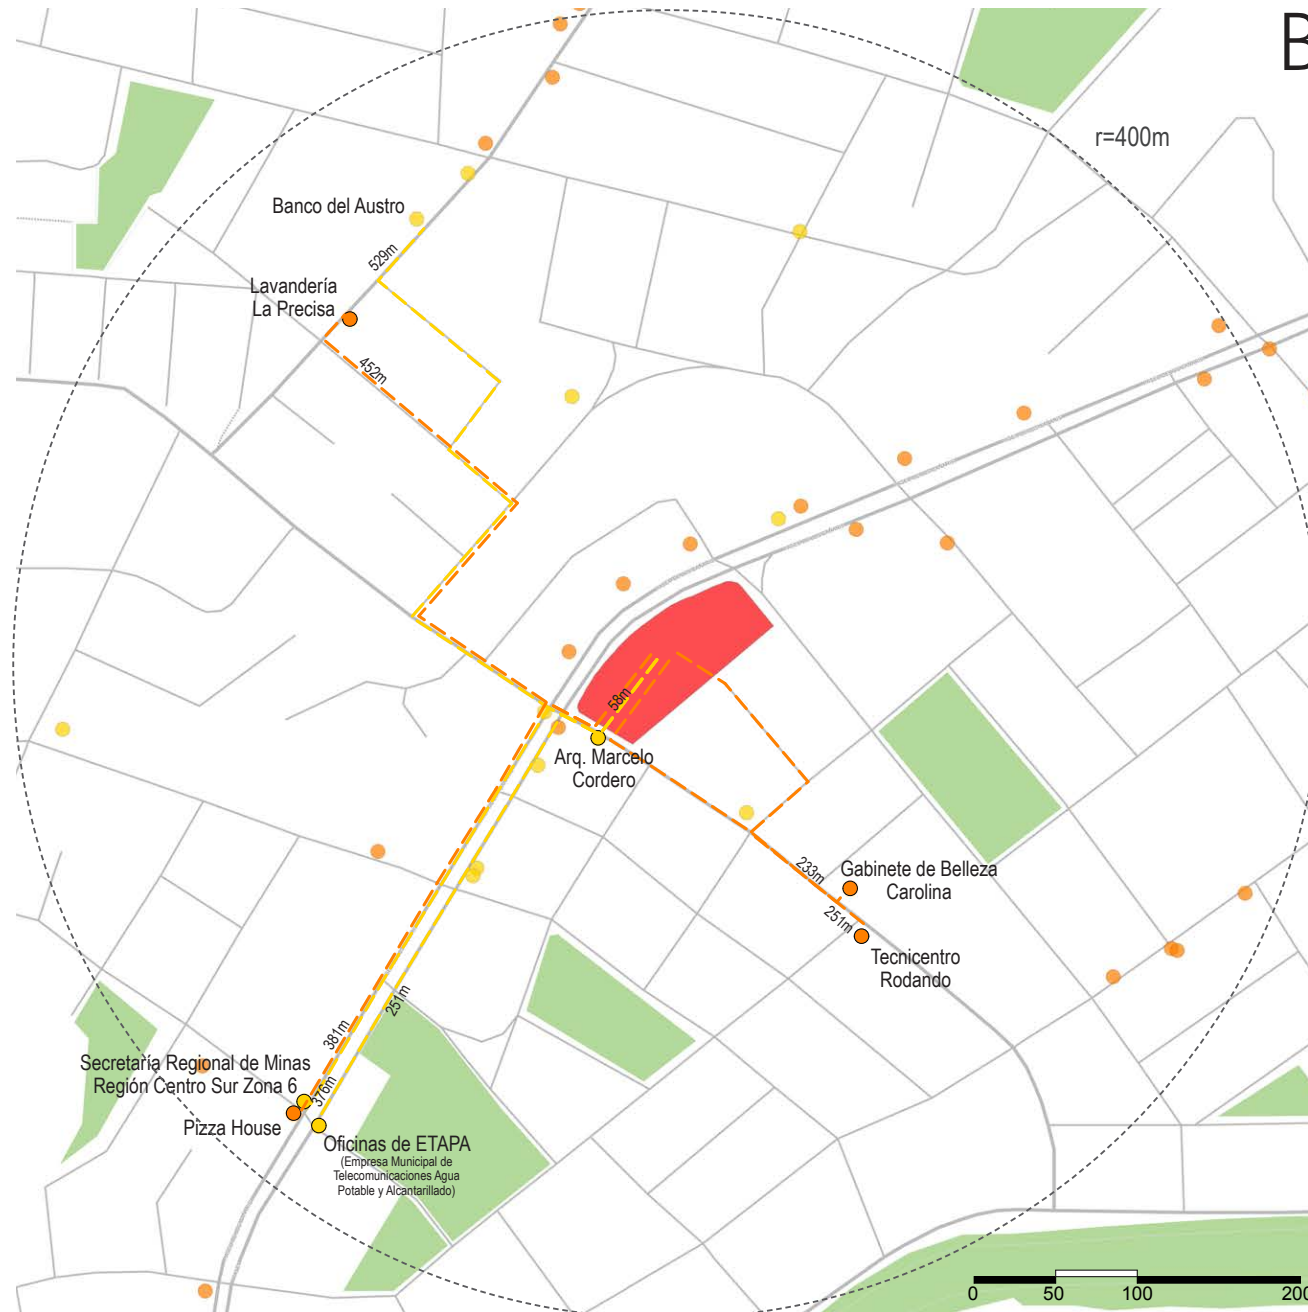 B
r=400m
Banco del Austro
529m
Lavandería
La Precisa
452m
58m
Arq. Marcelo
Cordero
233m
Gabinete de Belleza
Carolina
251m
Tecnicentro
Rodando
251m
381m
Secretaría Regional de Minas
Región Centro Sur Zona 6
376m
Pizza House
Oficinas de ETAPA
(Empresa Municipal de
Telecomunicaciones Agua
Potable y Alcantarillado)
0 50 100 200